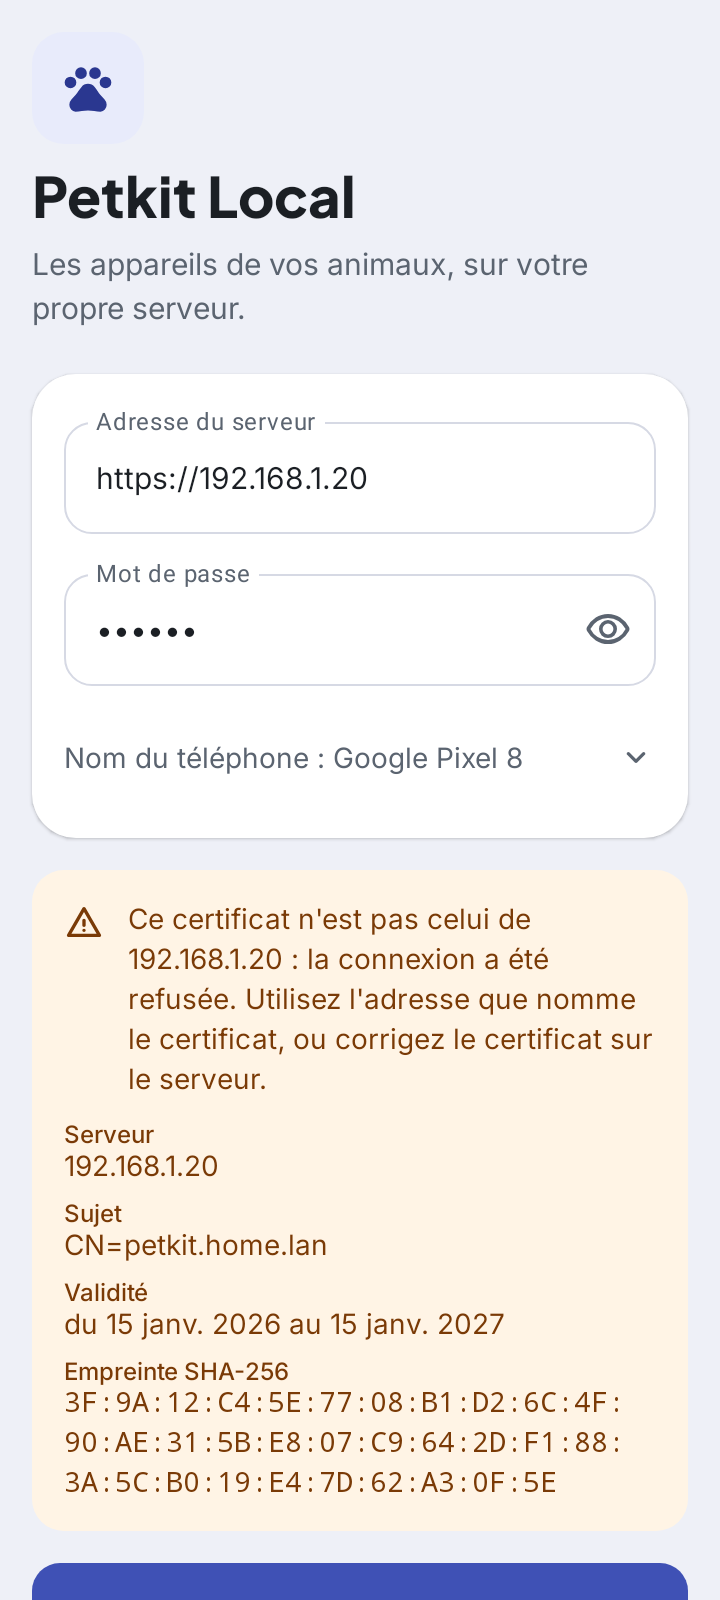 Petkit Local
Les appareils de vos animaux, sur votre
propre serveur.
Adresse du serveur
https://192.168.1.20
Mot de passe
••••••
Nom du téléphone : Google Pixel 8
Ce certificat n'est pas celui de
192.168.1.20 : la connexion a été
refusée. Utilisez l'adresse que nomme
le certificat, ou corrigez le certificat sur
le serveur.
Serveur
192.168.1.20
Sujet
CN=petkit.home.lan
Validité
du 15 janv. 2026 au 15 janv. 2027
Empreinte SHA-256
3F:9A:12:C4:5E:77:08:B1:D2:6C:4F:
90:AE:31:5B:E8:07:C9:64:2D:F1:88:
3A:5C:B0:19:E4:7D:62:A3:0F:5E